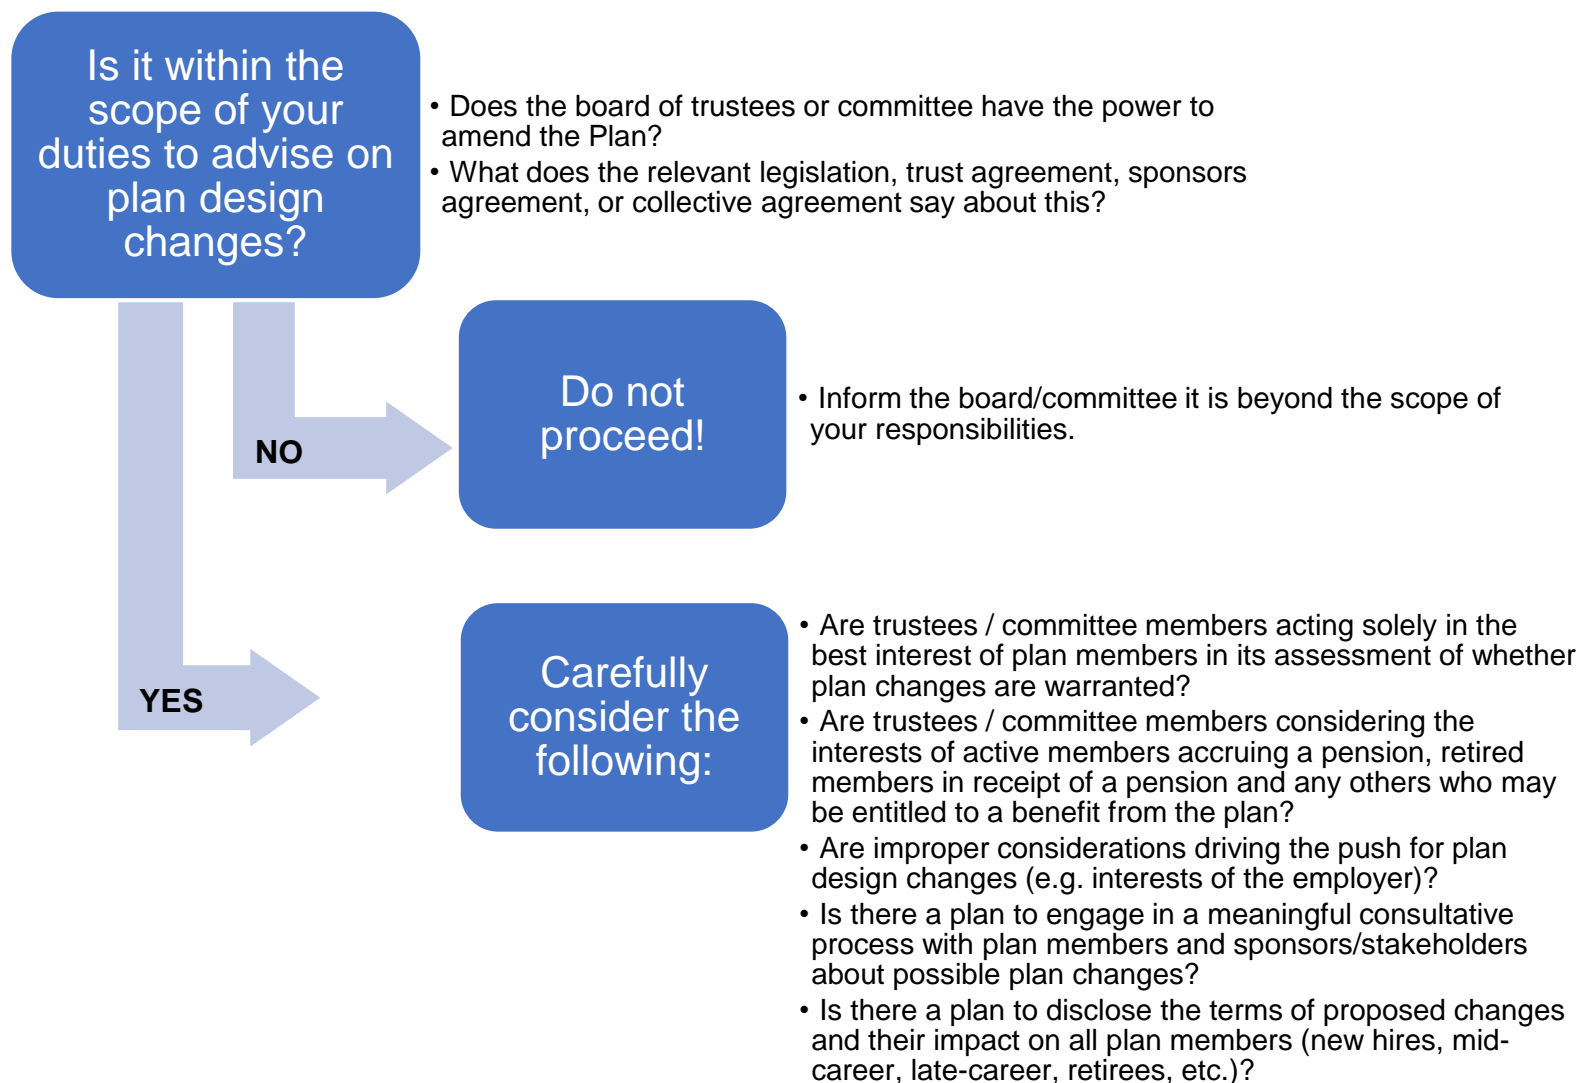 Is it within the
scope of your
duties to advise on
plan design
changes?
• Does the board of trustees or committee have the power to
amend the Plan?
• What does the relevant legislation, trust agreement, sponsors
agreement, or collective agreement say about this?
NO
Do not
proceed!
• Inform the board/committee it is beyond the scope of
your responsibilities.
YES
Carefully
consider the
following:
• Are trustees / committee members acting solely in the
best interest of plan members in its assessment of whether
plan changes are warranted?
• Are trustees / committee members considering the
interests of active members accruing a pension, retired
members in receipt of a pension and any others who may
be entitled to a benefit from the plan?
• Are improper considerations driving the push for plan
design changes (e.g. interests of the employer)?
• Is there a plan to engage in a meaningful consultative
process with plan members and sponsors/stakeholders
about possible plan changes?
• Is there a plan to disclose the terms of proposed changes
and their impact on all plan members (new hires, mid-
career, late-career, retirees, etc.)?